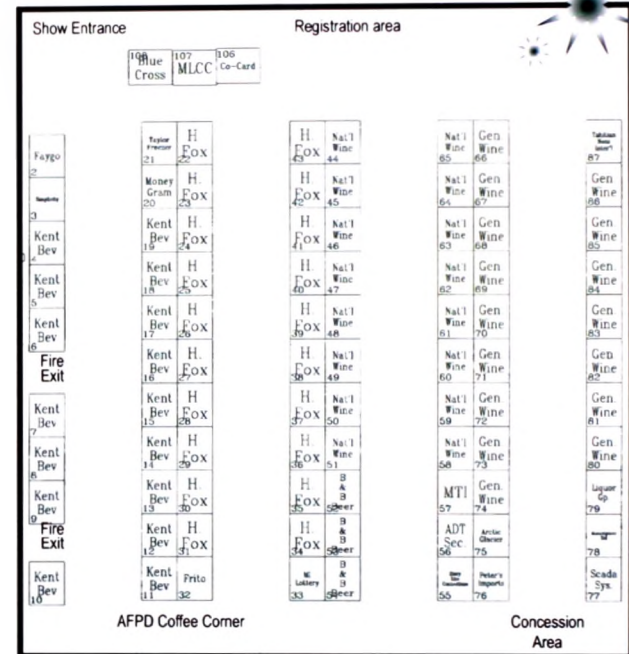 Show Entrance
Registration area
108 Blue Cross
107 MLCC
106 Co-Card
Faygo
2
3
Kent Bev
4
Kent Bev
5
Kent Bev
6
Fire Exit
Kent Bev
7
Kent Bev
8
Kent Bev
9
Fire Exit
Kent Bev
10
Taylor Freezer
21
H. Fox
22
Money Gram
20
H. Fox
23
Kent Bev
19
H. Fox
24
Kent Bev
18
H. Fox
25
Kent Bev
17
H. Fox
26
Kent Bev
16
H. Fox
27
Kent Bev
15
H Fox
28
Kent Bev
14
H Fox
29
Kent Bev
13
H. Fox
30
Kent Bev
12
H. Fox
31
Kent Bev
11
Frito
32
H. Fox
43
Nat'l Wine
44
H. Fox
42
Nat'l Wine
45
H. Fox
41
Nat'l Wine
46
H. Fox
40
Nat'l Wine
47
H. Fox
39
Nat'l Wine
48
H. Fox
38
Nat'l Wine
49
H. Fox
37
Nat'l Wine
50
H. Fox
36
Nat'l Wine
51
H Fox
35
B & B Beer
52
H. Fox
34
B & B Beer
53
MI Lottery
33
B & B Beer
54
Nat'l Wine
65
Gen. Wine
66
Nat'l Wine
64
Gen. Wine
67
Nat'l Wine
63
Gen. Wine
68
Nat'l Wine
62
Gen. Wine
69
Nat'l Wine
61
Gen. Wine
70
Nat'l Wine
60
Gen. Wine
71
Nat'l Wine
59
Gen. Wine
72
Nat'l Wine
58
Gen. Wine
73
MTI
57
Gen. Wine
74
ADT Sec.
56
Arctic Glacier
75
55
Peter's Imports
76
87
Gen. Wine
86
Gen. Wine
85
Gen. Wine
84
Gen. Wine
83
Gen. Wine
82
Gen. Wine
81
Gen. Wine
80
Liquor Gp.
79
78
Scada Sys.
77
AFPD Coffee Corner
Concession Area